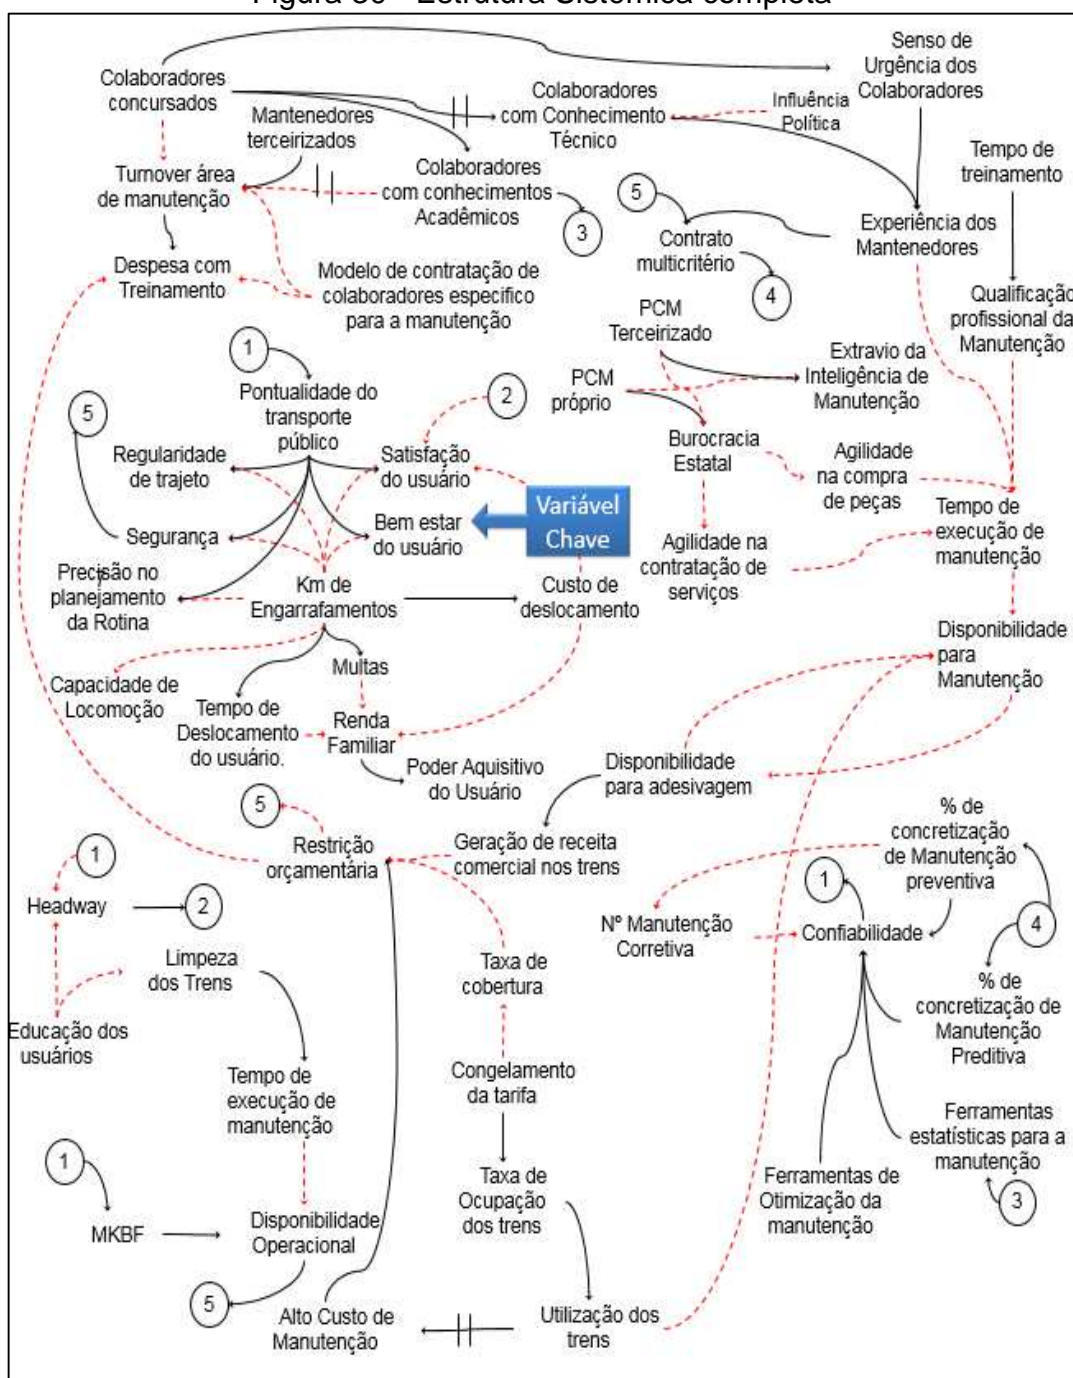 Colaboradores
concursados
Senso de
Urgência dos
Colaboradores
Mantenedores
terceirizados
Colaboradores
com Conhecimento
Técnico
Influência
Política
Tempo de
treinamento
Turnover área
de manutenção
Colaboradores
com conhecimentos
Acadêmicos
3
5
Contrato
multicritério
4
Experiência dos
Mantenedores
Despesa com
Treinamento
Modelo de contratação de
colaboradores especifico
para a manutenção
Qualificação
profissional da
Manutenção
PCM
Terceirizado
PCM
próprio
Extravio da
Inteligência de
Manutenção
1
Pontualidade do
transporte
público
2
5
Regularidade
de trajeto
Satisfação
do usuário
Burocracia
Estatal
Agilidade
na compra
de peças
Variável
Chave
Segurança
Bem estar
do usuário
Tempo de
execução de
manutenção
Agilidade na
contratação de
serviços
Precisão no
planejamento
da Rotina
Km de
Engarrafamentos
Custo de
deslocamento
Disponibilidade
para
Manutenção
Multas
Capacidade de
Locomoção
Tempo de
Deslocamento
do usuário.
Renda
Familiar
Poder Aquisitivo
do Usuário
Disponibilidade
para adesivagem
5
Restrição
orçamentária
Geração de receita
comercial nos trens
% de
concretização
de Manutenção
preventiva
1
Headway
2
1
Nº Manutenção
Corretiva
Confiabilidade
4
Limpeza
dos Trens
Taxa de
cobertura
% de
concretização de
Manutenção
Preditiva
Educação dos
usuários
Tempo de
execução de
manutenção
Congelamento
da tarifa
Ferramentas
estatísticas para a
manutenção
3
1
MKBF
Disponibilidade
Operacional
Taxa de
Ocupação
dos trens
Ferramentas de
Otimização da
manutenção
5
Alto Custo de
Manutenção
Utilização dos
trens